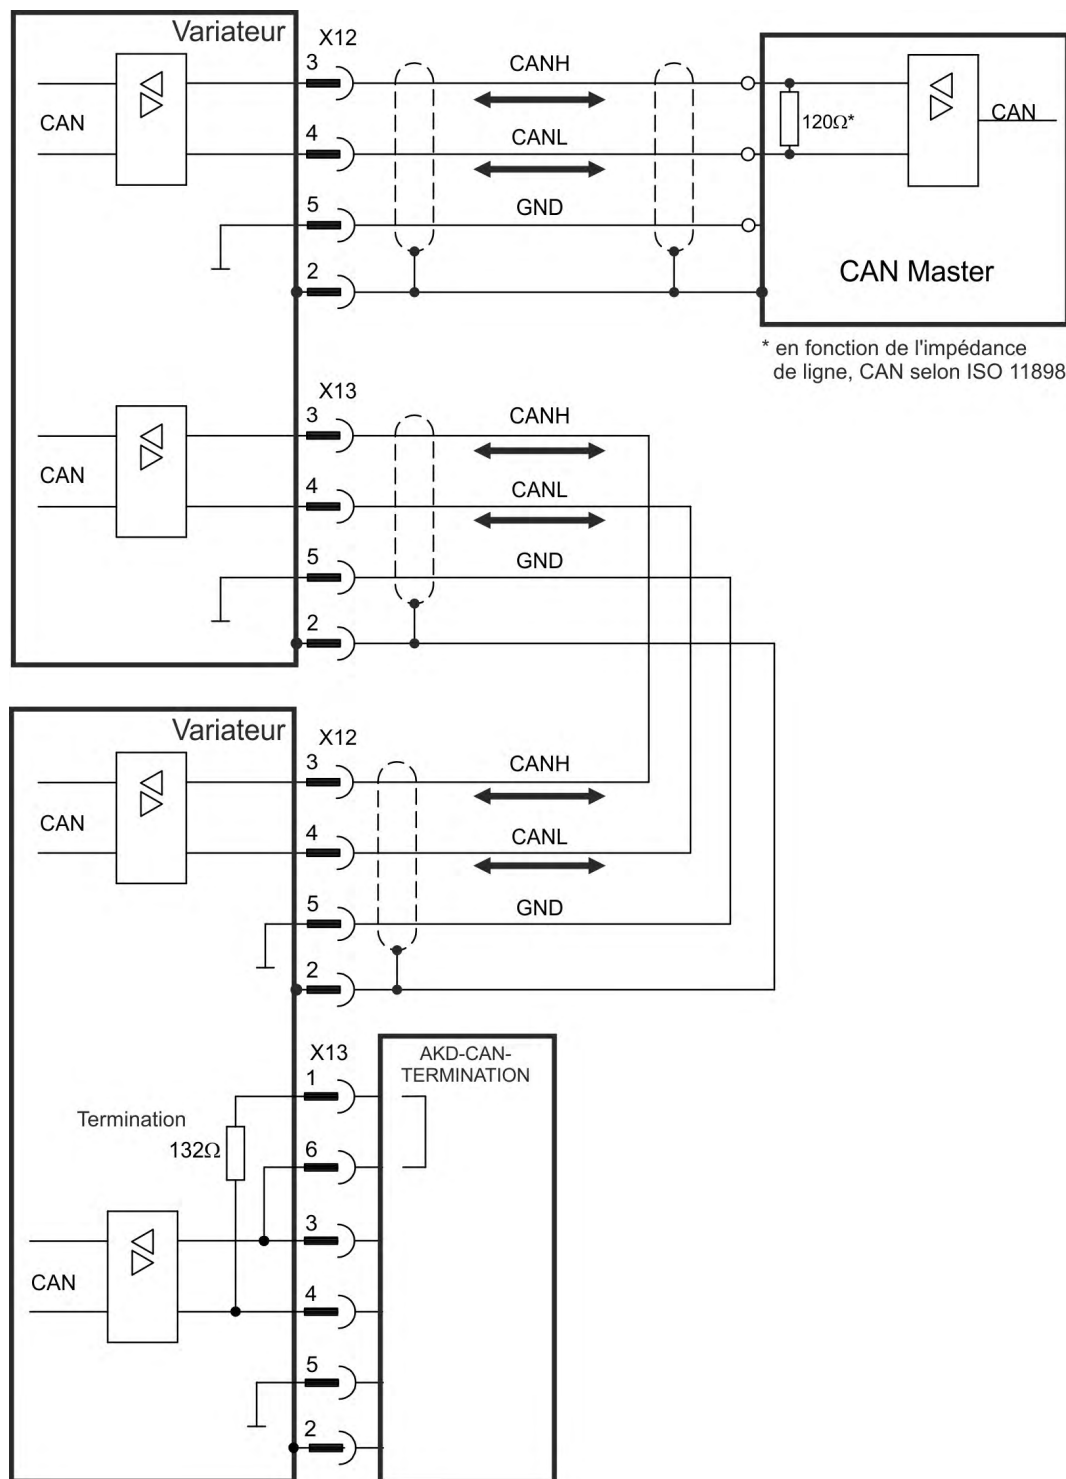 Variateur
X12
3
CANH
CAN
120Ω*
CAN
4
CANL
5
GND
2
CAN Master
* en fonction de l'impédance
de ligne, CAN selon ISO 11898
X13
3
CANH
CAN
4
CANL
5
GND
2
Variateur
X12
3
CANH
CAN
4
CANL
5
GND
2
X13
AKD-CAN-
TERMINATION
1
Termination
132Ω
6
3
CAN
4
5
2